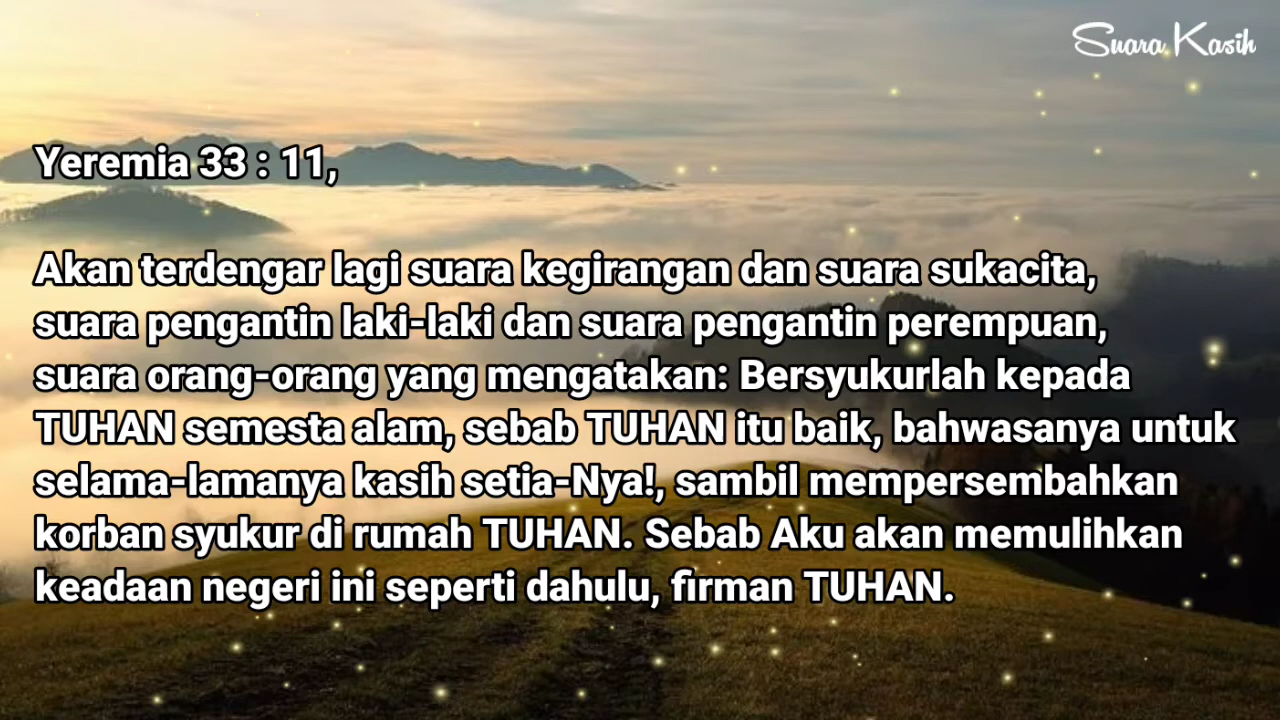 Suara Kasih
Yeremia 33 : 11,
Akan terdengar lagi suara kegirangan dan suara sukacita,
suara pengantin laki-laki dan suara pengantin perempuan,
suara orang-orang yang mengatakan: Bersyukurlah kepada
TUHAN semesta alam, sebab TUHAN itu baik, bahwasanya untuk
selama-lamanya kasih setia-Nya!, sambil mempersembahkan
korban syukur di rumah TUHAN. Sebab Aku akan memulihkan
keadaan negeri ini seperti dahulu, firman TUHAN.